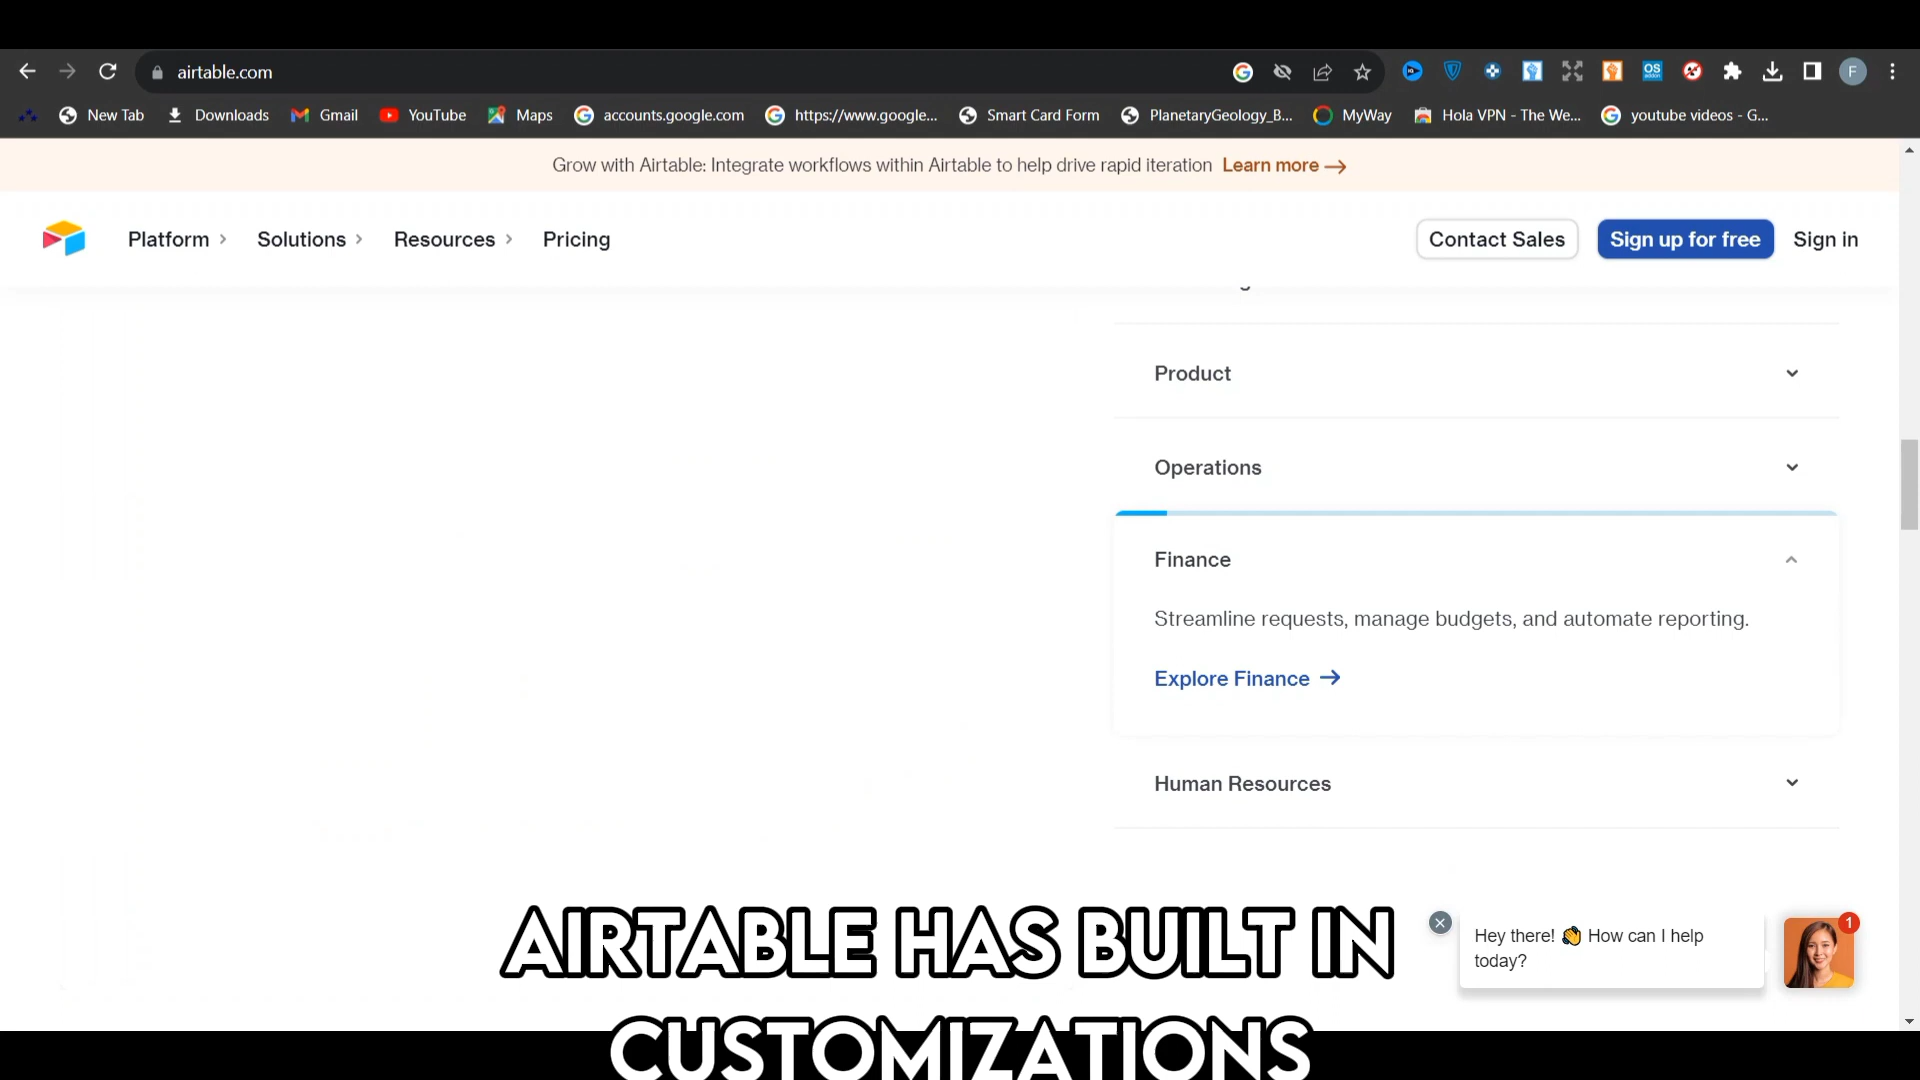 airtable.com
New Tab Downloads Gmail YouTube Maps accounts.google.com https://www.google... Smart Card Form PlanetaryGeology_B... MyWay Hola VPN - The We... youtube videos - G...
Grow with Airtable: Integrate workflows within Airtable to help drive rapid iteration Learn more →
Platform Solutions Resources Pricing Contact Sales Sign up for free Sign in
Product
Operations
Finance
Streamline requests, manage budgets, and automate reporting.
Explore Finance →
Human Resources
Hey there! 👋 How can I help
today?
1
AIRTABLE HAS BUILT IN
CUSTOMIZATIONS